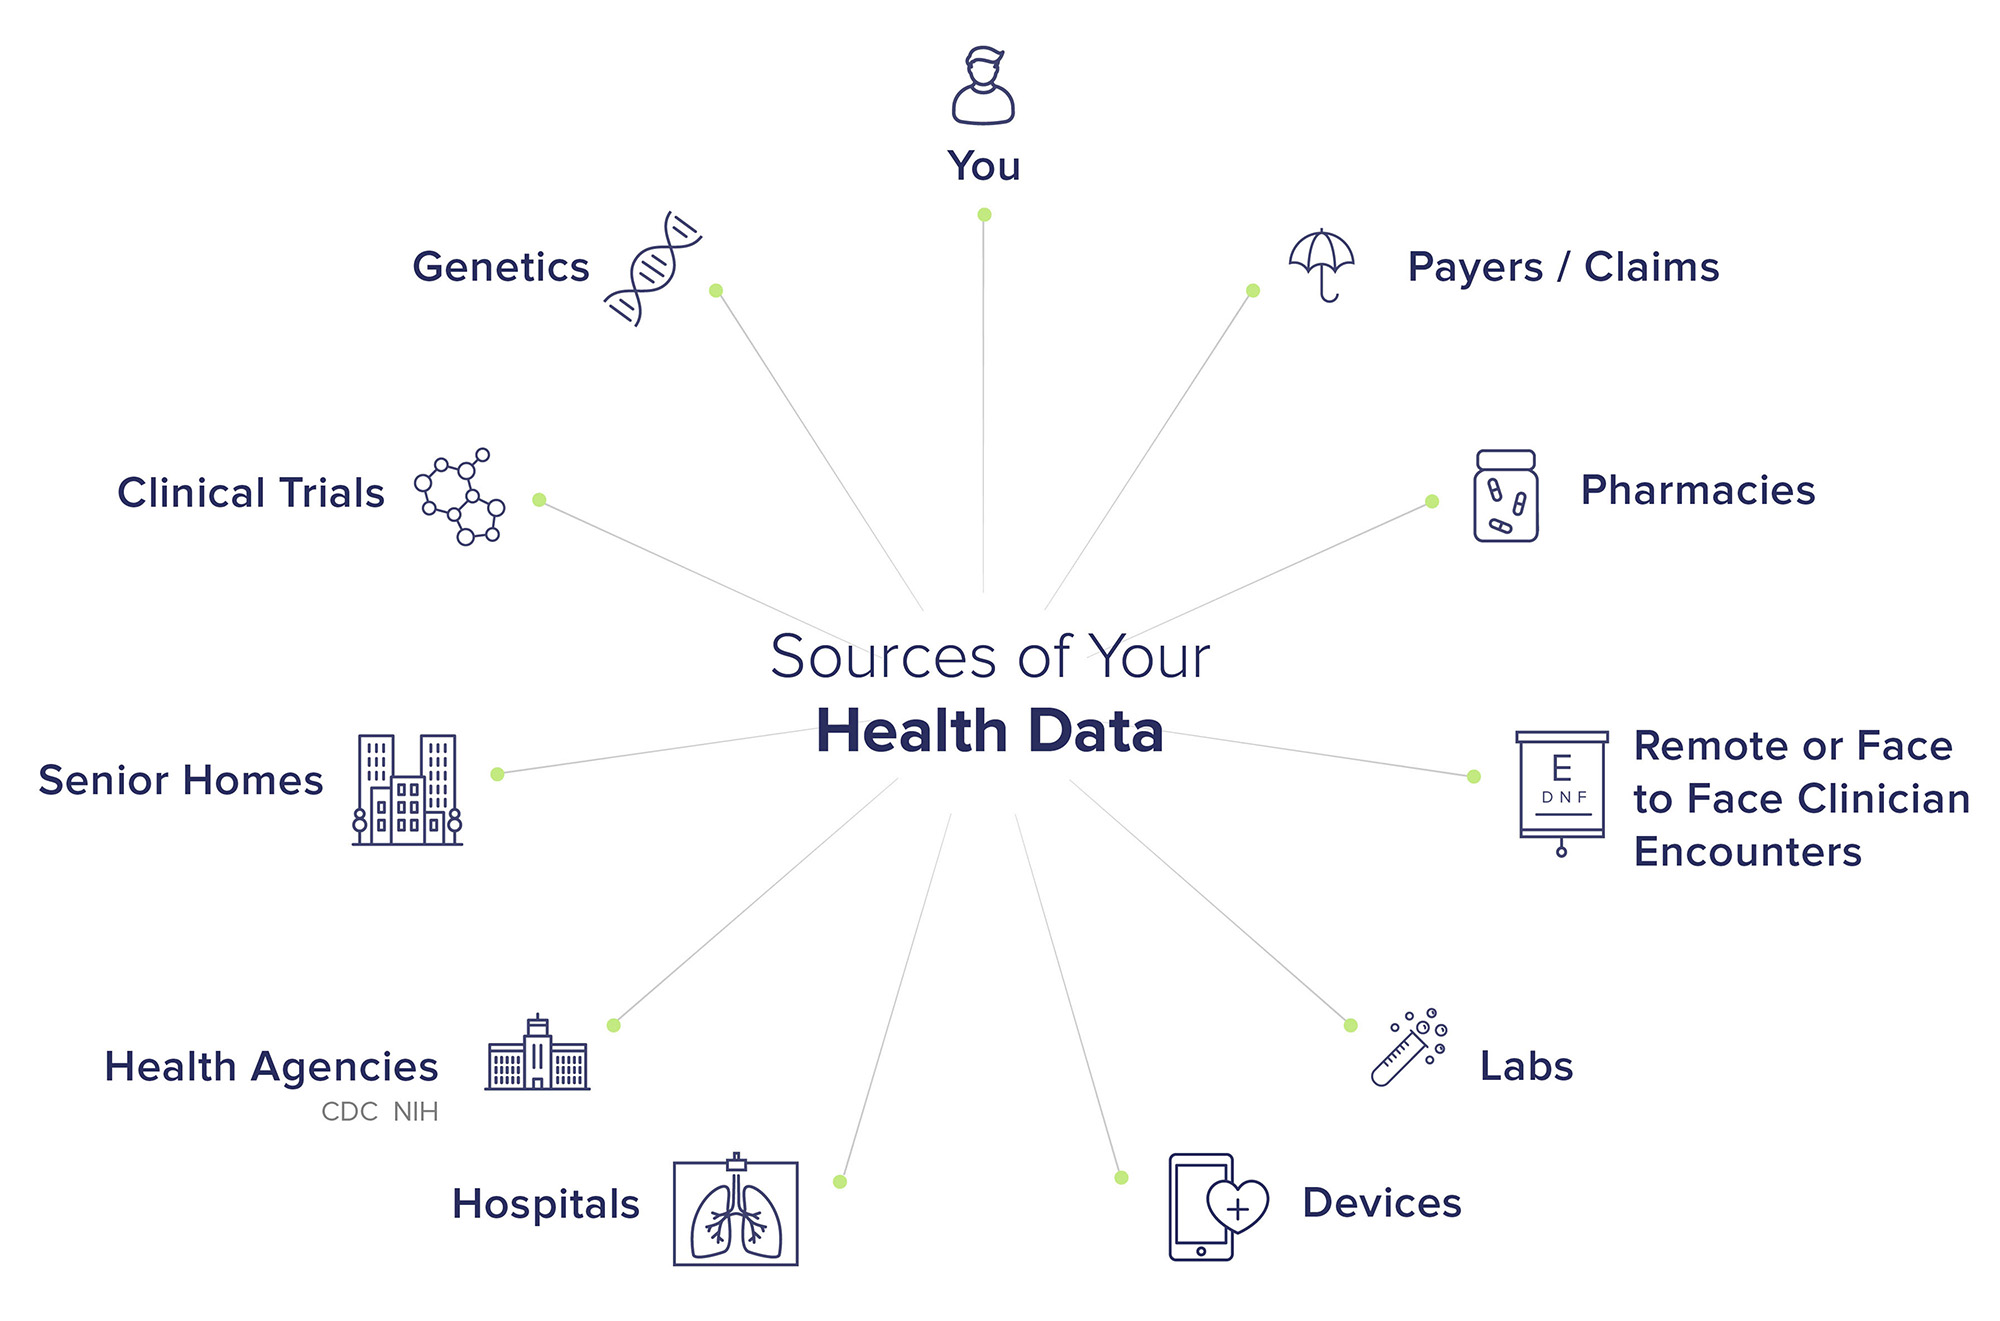 You
Genetics
Payers / Claims
Clinical Trials
Pharmacies
Sources of Your
Health Data
Senior Homes
E
DNF
Remote or Face
to Face Clinician
Encounters
Health Agencies
CDC NIH
Labs
Hospitals
Devices